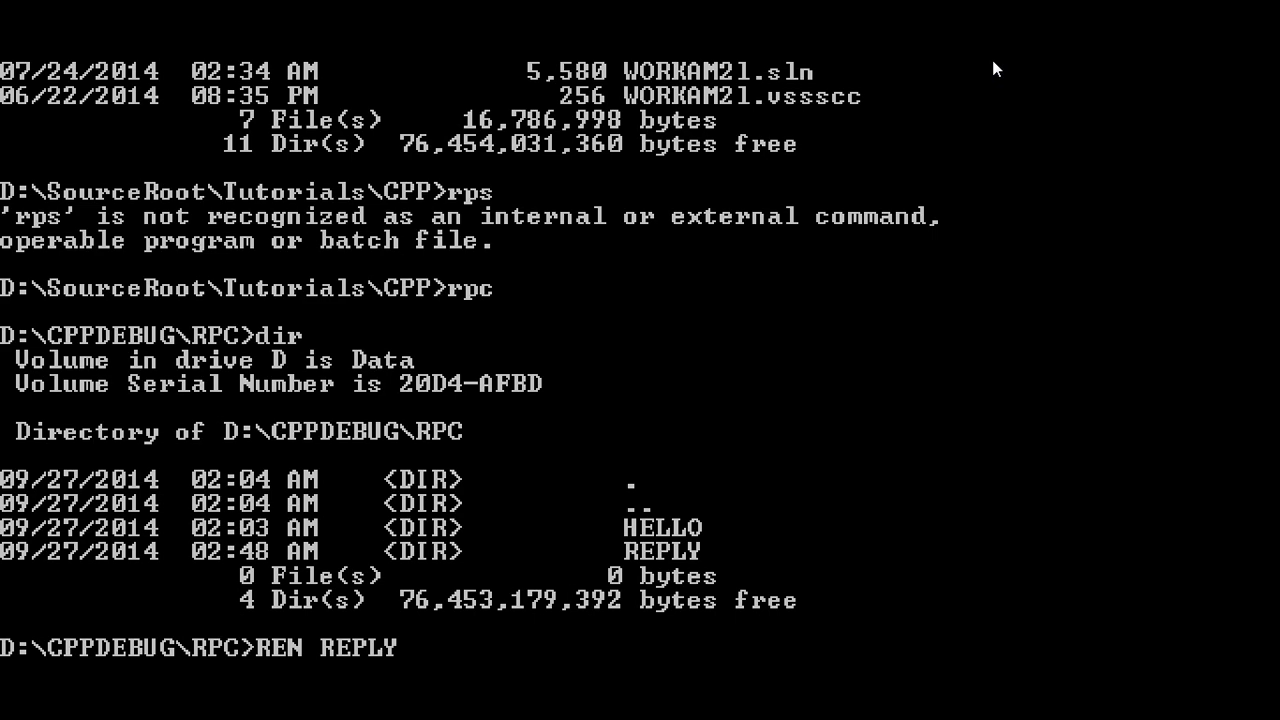 07/24/2014  02:34 AM             5,580 WORKAM2l.sln
06/22/2014  08:35 PM               256 WORKAM2l.vssscc
               7 File(s)     16,786,998 bytes
              11 Dir(s)  76,454,031,360 bytes free
D:\SourceRoot\Tutorials\CPP>rps
'rps' is not recognized as an internal or external command,
operable program or batch file.
D:\SourceRoot\Tutorials\CPP>rpc
D:\CPPDEBUG\RPC>dir
 Volume in drive D is Data
 Volume Serial Number is 20D4-AFBD
 Directory of D:\CPPDEBUG\RPC
09/27/2014  02:04 AM    <DIR>          .
09/27/2014  02:04 AM    <DIR>          ..
09/27/2014  02:03 AM    <DIR>          HELLO
09/27/2014  02:48 AM    <DIR>          REPLY
               0 File(s)              0 bytes
               4 Dir(s)  76,453,179,392 bytes free
D:\CPPDEBUG\RPC>REN REPLY